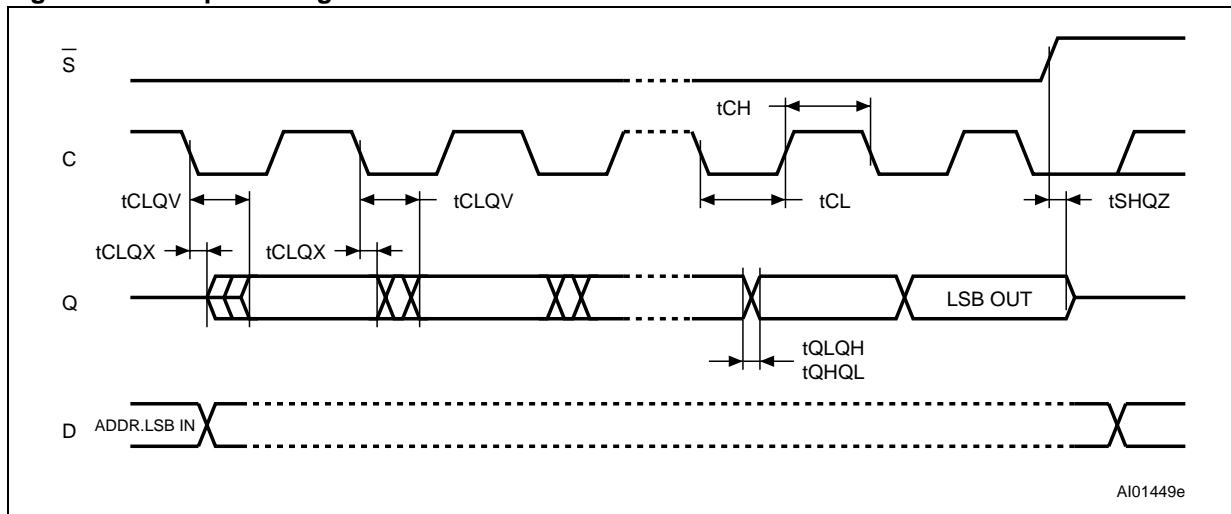 S
tCH
C
tCLQV
tCLQV
tCL
tSHQZ
tCLQX
tCLQX
Q
LSB OUT
tQLQH
tQHQL
D
ADDR.LSB IN
AI01449e